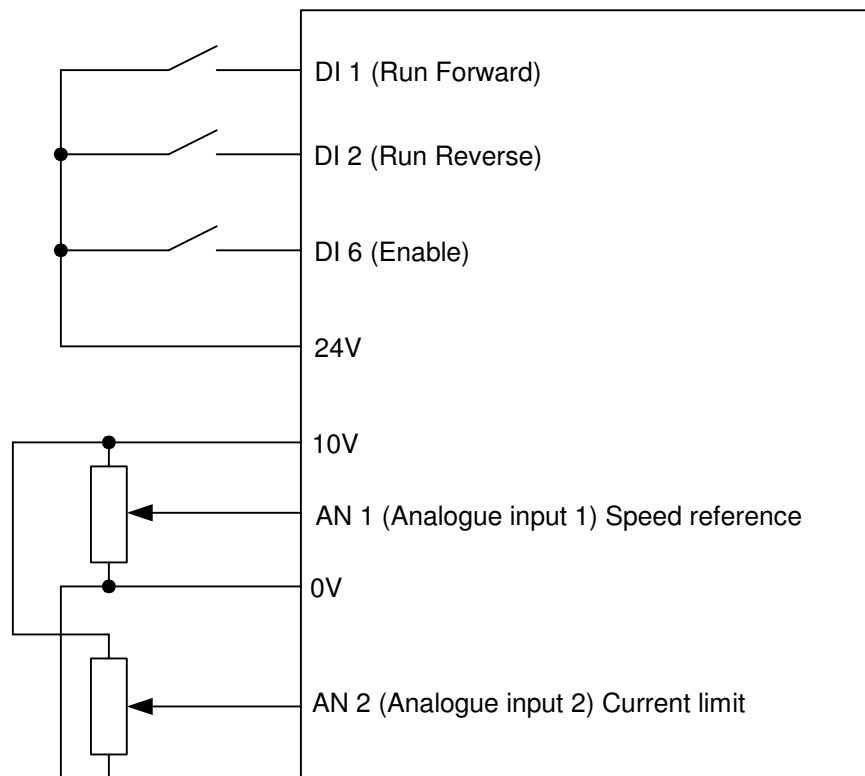 DI 1 (Run Forward)
DI 2 (Run Reverse)
DI 6 (Enable)
24V
10V
AN 1 (Analogue input 1) Speed reference
0V
AN 2 (Analogue input 2) Current limit